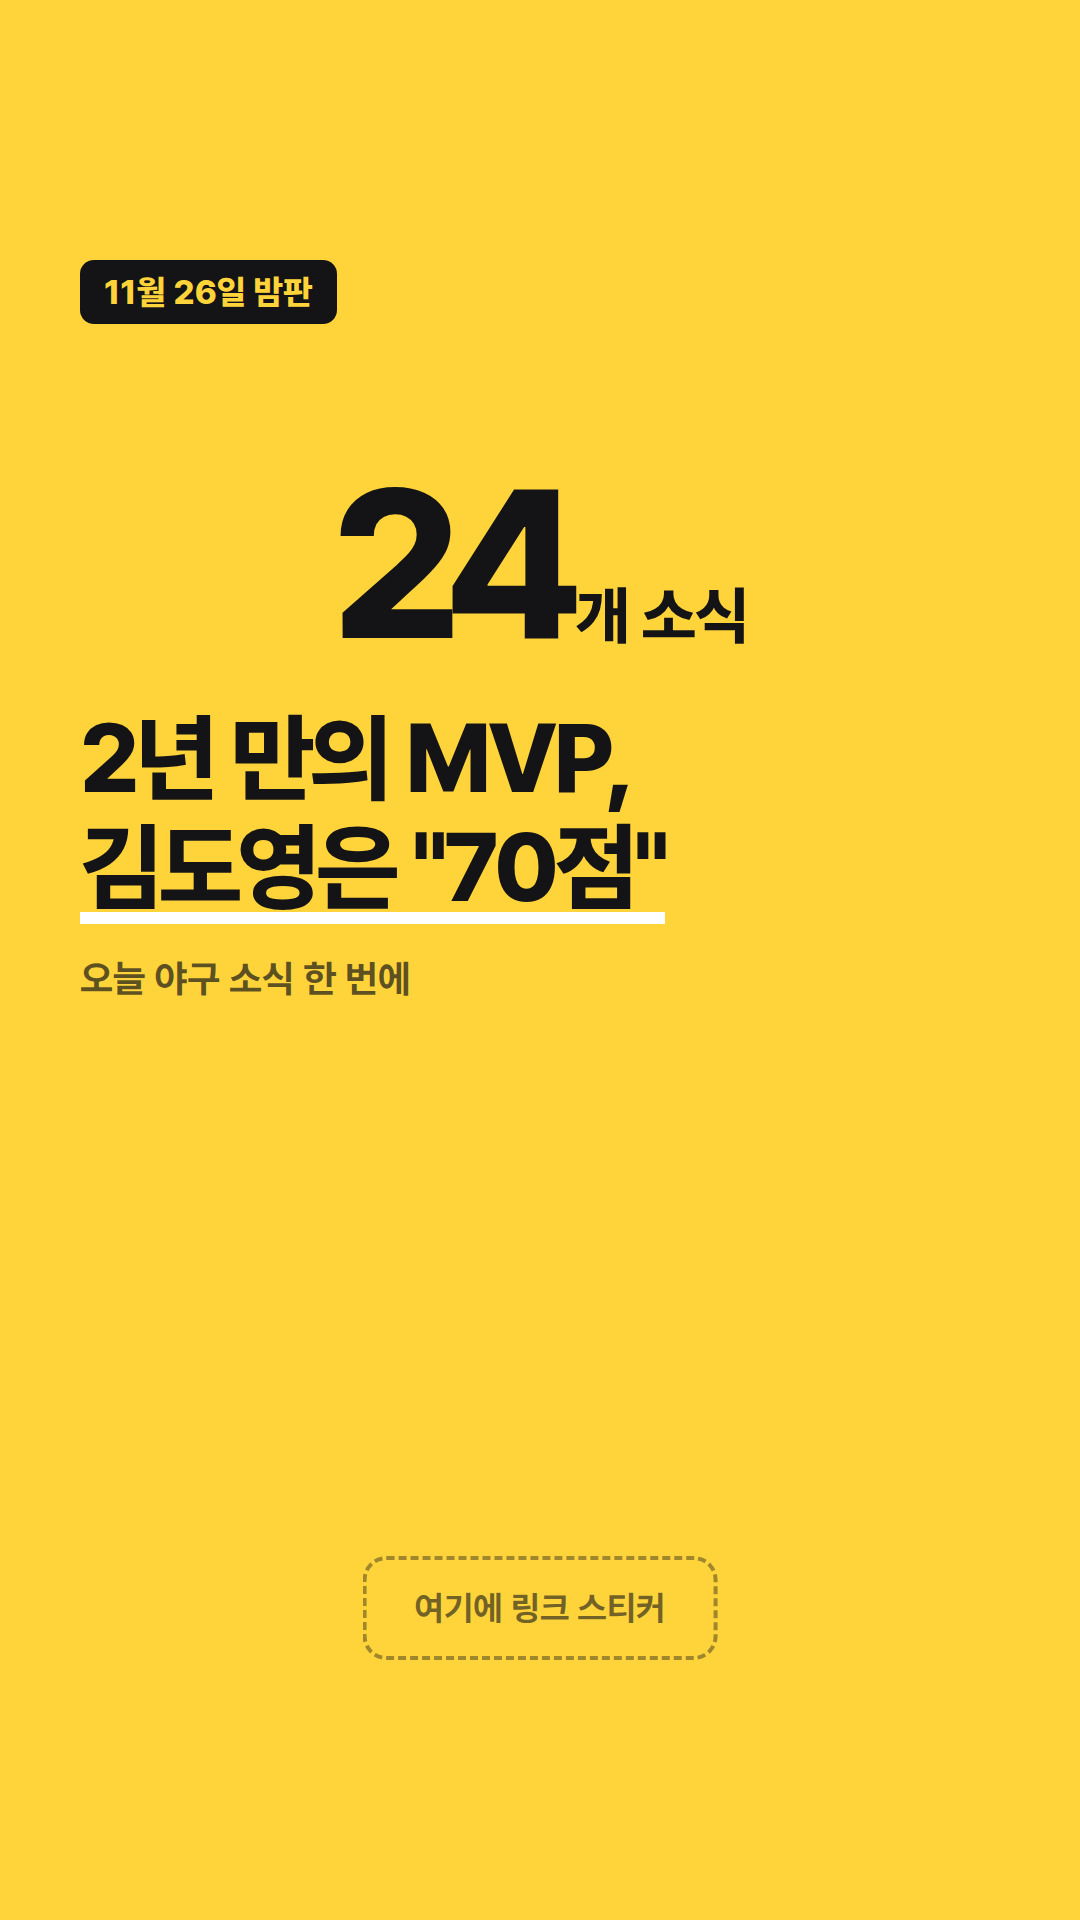 11월 26일 밤판
24개 소식
2년 만의 MVP,
김도영은 "70점"
오늘 야구 소식 한 번에
여기에 링크 스티커